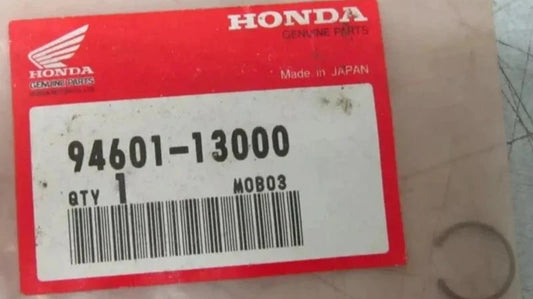 HONDA
GENUINE PARTS
HONDA
GENUINE PARTS
Made in JAPAN
94601-13000
QTY 1
MOB03